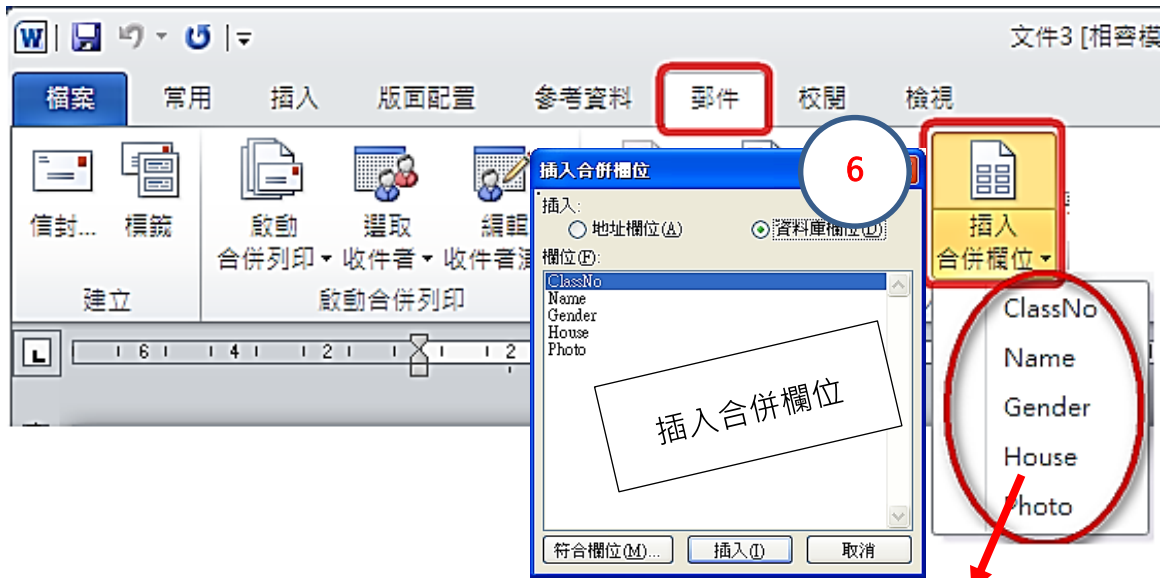 文件3 [相容模
檔案 常用 插入 版面配置 參考資料 郵件 校閱 檢視
信封... 標籤 啟動 合併列印 選取 收件者 編輯 收件者 插入 合併欄位
建立 啟動合併列印
6 4 2 2
6
插入合併欄位
插入:
地址欄位(A) 資料庫欄位(D)
欄位(F):
ClassNo
Name
Gender
House
Photo
插入合併欄位
符合欄位(M)... 插入(I) 取消
ClassNo
Name
Gender
House
Photo